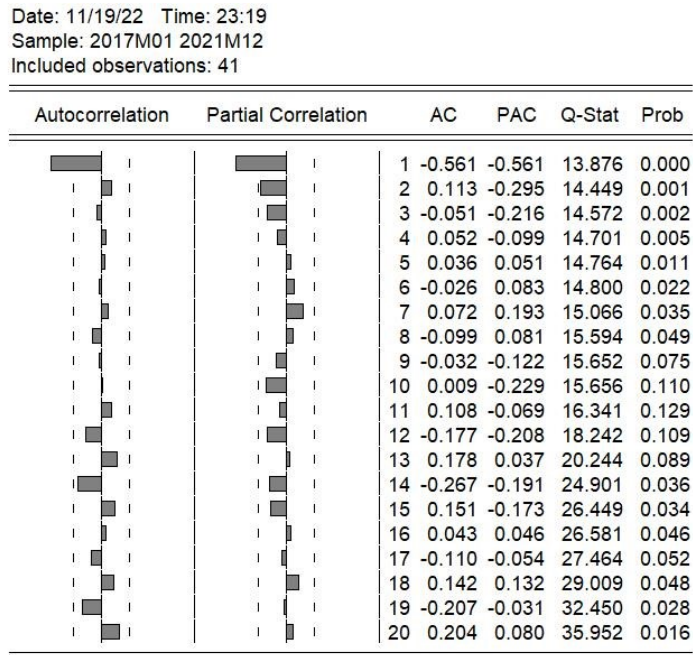 Date: 11/19/22 Time: 23:19
Sample: 2017M01 2021M12
Included observations: 41
Autocorrelation Partial Correlation AC PAC Q-Stat Prob
1 -0.561 -0.561 13.876 0.000
2 0.113 -0.295 14.449 0.001
3 -0.051 -0.216 14.572 0.002
4 0.052 -0.099 14.701 0.005
5 0.036 0.051 14.764 0.011
6 -0.026 0.083 14.800 0.022
7 0.072 0.193 15.066 0.035
8 -0.099 0.081 15.594 0.049
9 -0.032 -0.122 15.652 0.075
10 0.009 -0.229 15.656 0.110
11 0.108 -0.069 16.341 0.129
12 -0.177 -0.208 18.242 0.109
13 0.178 0.037 20.244 0.089
14 -0.267 -0.191 24.901 0.036
15 0.151 -0.173 26.449 0.034
16 0.043 0.046 26.581 0.046
17 -0.110 -0.054 27.464 0.052
18 0.142 0.132 29.009 0.048
19 -0.207 -0.031 32.450 0.028
20 0.204 0.080 35.952 0.016